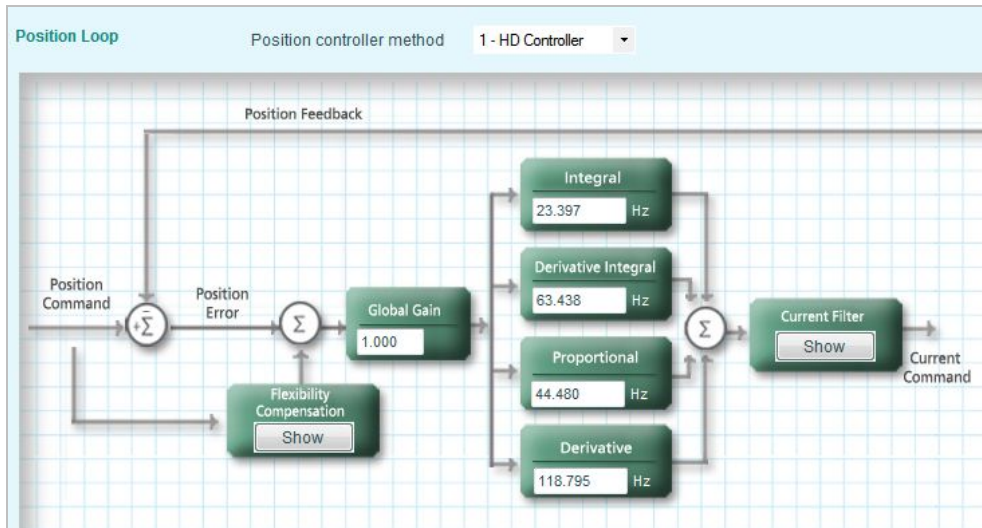 Position Loop
Position controller method
1 - HD Controller
Position Feedback
Position
Command
+
-
Σ
Position
Error
Σ
Flexibility
Compensation
Show
Global Gain
1.000
Integral
23.397 Hz
Derivative Integral
63.438 Hz
Proportional
44.480 Hz
Derivative
118.795 Hz
Σ
Current Filter
Show
Current
Command